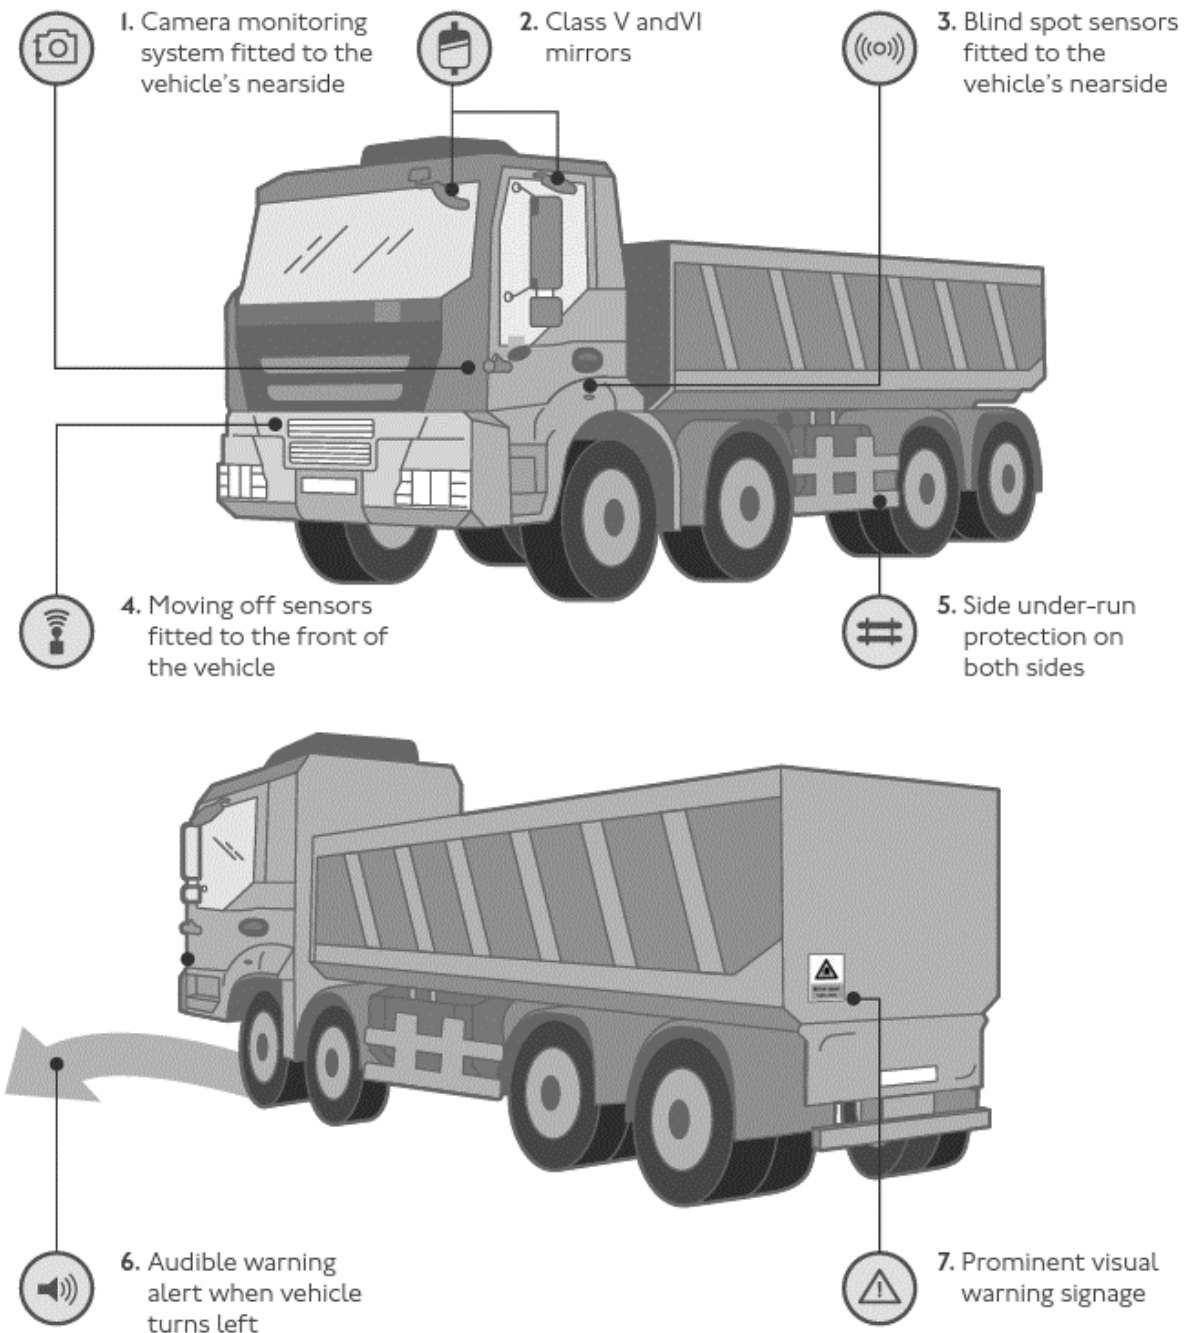 1. Camera monitoring
system fitted to the
vehicle's nearside
2. Class V andVI
mirrors
3. Blind spot sensors
fitted to the
vehicle's nearside
4. Moving off sensors
fitted to the front of
the vehicle
5. Side under-run
protection on
both sides
6. Audible warning
alert when vehicle
turns left
7. Prominent visual
warning signage